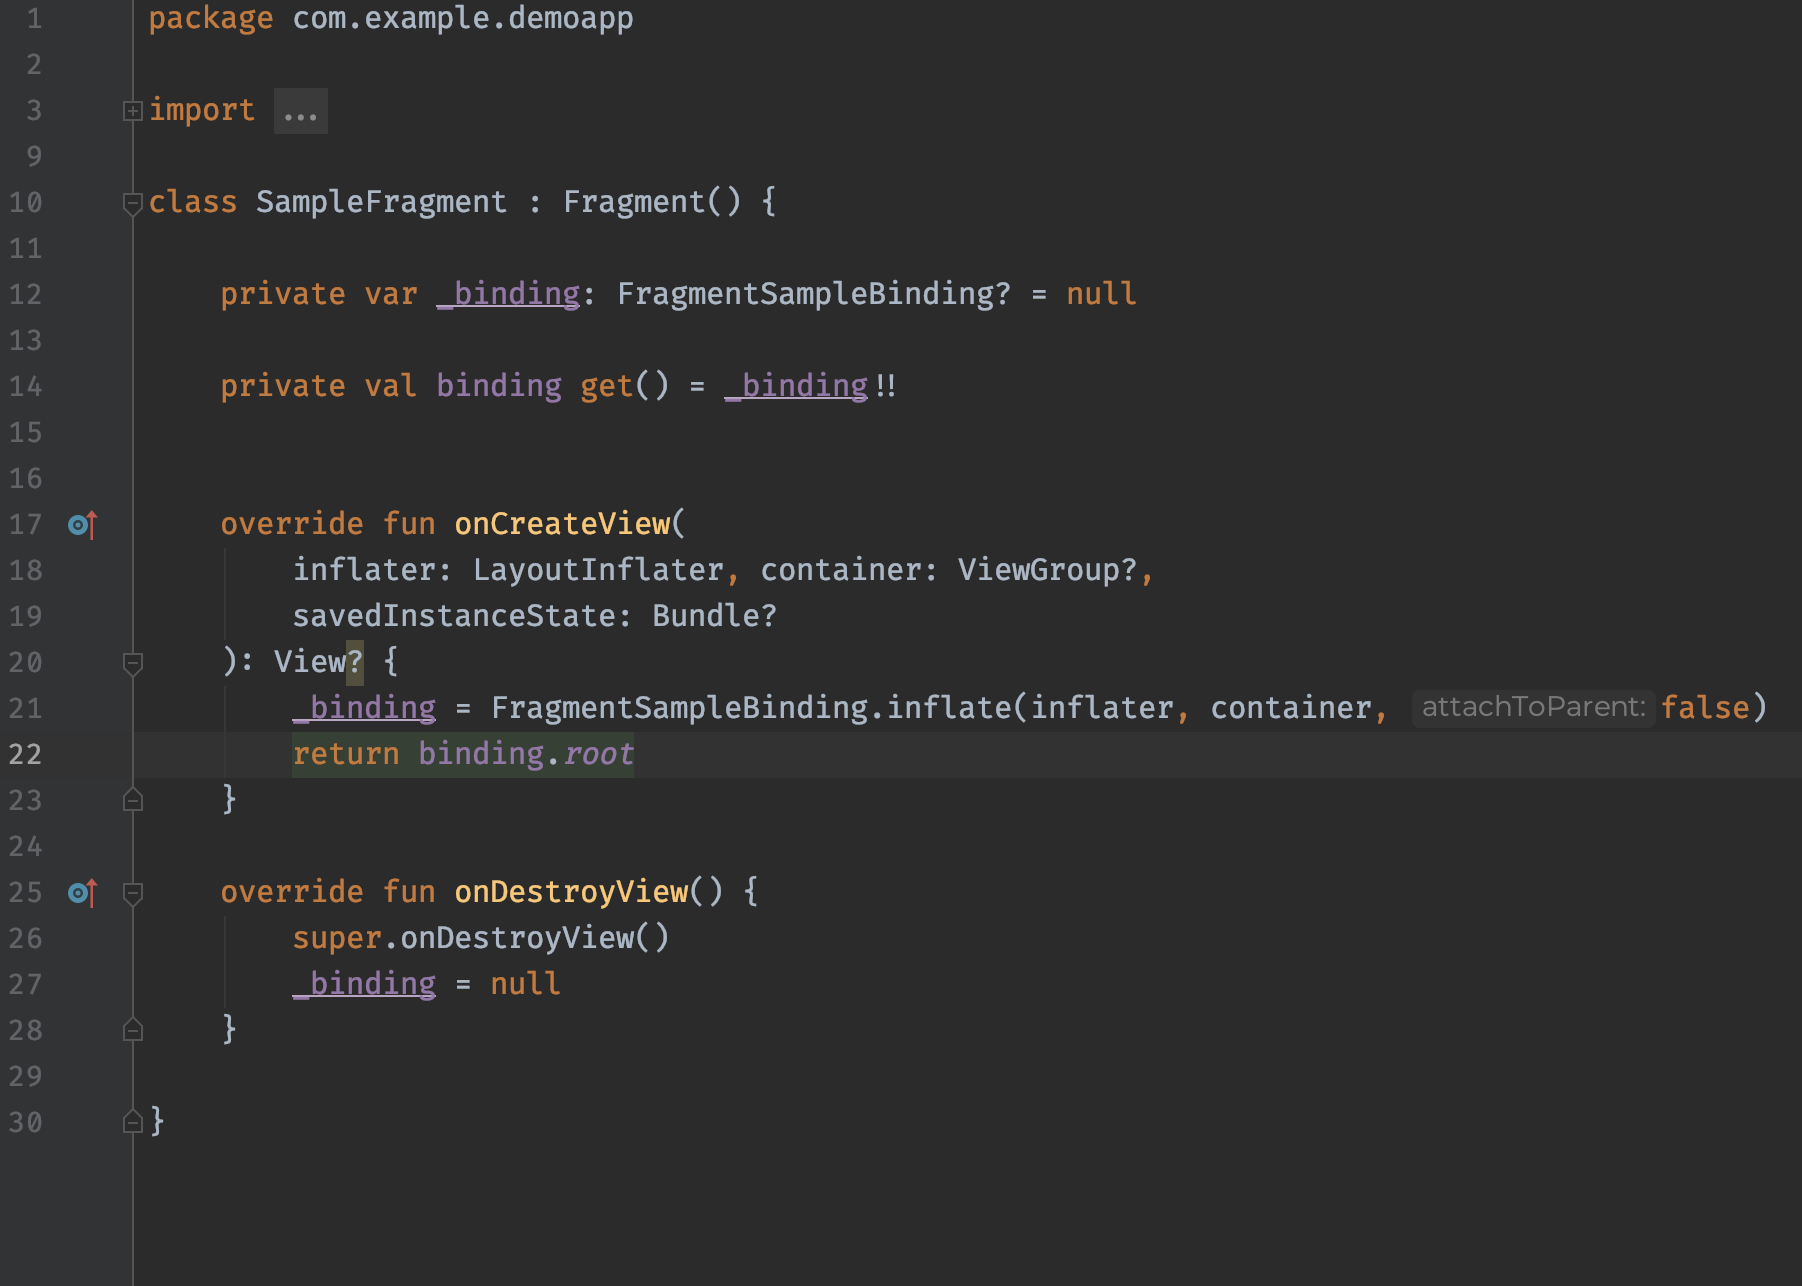 1 package com.example.demoapp
2
3 import ...
9
10 class SampleFragment : Fragment() {
11
12 private var _binding: FragmentSampleBinding? = null
13
14 private val binding get() = _binding!!
15
16
17 override fun onCreateView(
18 inflater: LayoutInflater, container: ViewGroup?,
19 savedInstanceState: Bundle?
20 ): View? {
21 _binding = FragmentSampleBinding.inflate(inflater, container, attachToParent: false)
22 return binding.root
23 }
24
25 override fun onDestroyView() {
26 super.onDestroyView()
27 _binding = null
28 }
29
30 }